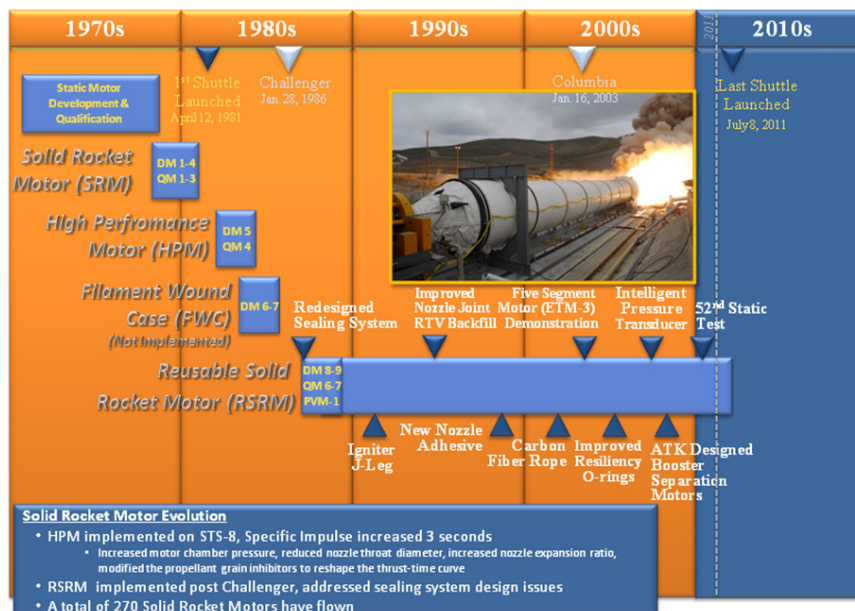 1970s
1980s
1990s
2000s
2011
2010s
Static Motor
Development &
Qualification
1st Shuttle
Launched
April 12, 1981
Challenger
Jan. 28, 1986
Columbia
Jan. 16, 2003
Last Shuttle
Launched
July 8, 2011
Solid Rocket
Motor (SRM)
DM 1-4
QM 1-3
High Perfromance
Motor (HPM)
DM 5
QM 4
Filament Wound
Case (FWC)
(Not Implemented)
DM 6-7
Redesigned
Sealing System
Improved
Nozzle Joint
RTV Backfill
Five Segment
Motor (ETM-3)
Demonstration
Intelligent
Pressure
Transducer
52nd Static
Test
Reusable Solid
Rocket Motor (RSRM)
DM 8-9
QM 6-7
PVM-1
Igniter
J-Leg
New Nozzle
Adhesive
Carbon
Fiber Rope
Improved
Resiliency
O-rings
ATK Designed
Booster
Separation
Motors
Solid Rocket Motor Evolution
• HPM implemented on STS-8, Specific Impulse increased 3 seconds
• Increased motor chamber pressure, reduced nozzle throat diameter, increased nozzle expansion ratio,
modified the propellant grain inhibitors to reshape the thrust-time curve
• RSRM implemented post Challenger, addressed sealing system design issues
• A total of 270 Solid Rocket Motors have flown